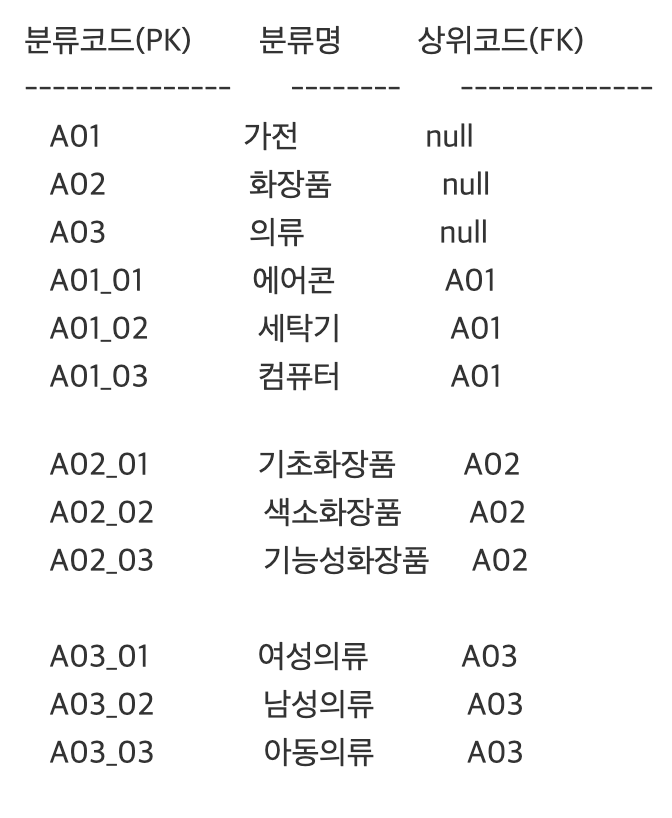 분류코드(PK) 분류명 상위코드(FK)
--------------- -------- --------------
A01 가전 null
A02 화장품 null
A03 의류 null
A01_01 에어콘 A01
A01_02 세탁기 A01
A01_03 컴퓨터 A01
A02_01 기초화장품 A02
A02_02 색소화장품 A02
A02_03 기능성화장품 A02
A03_01 여성의류 A03
A03_02 남성의류 A03
A03_03 아동의류 A03